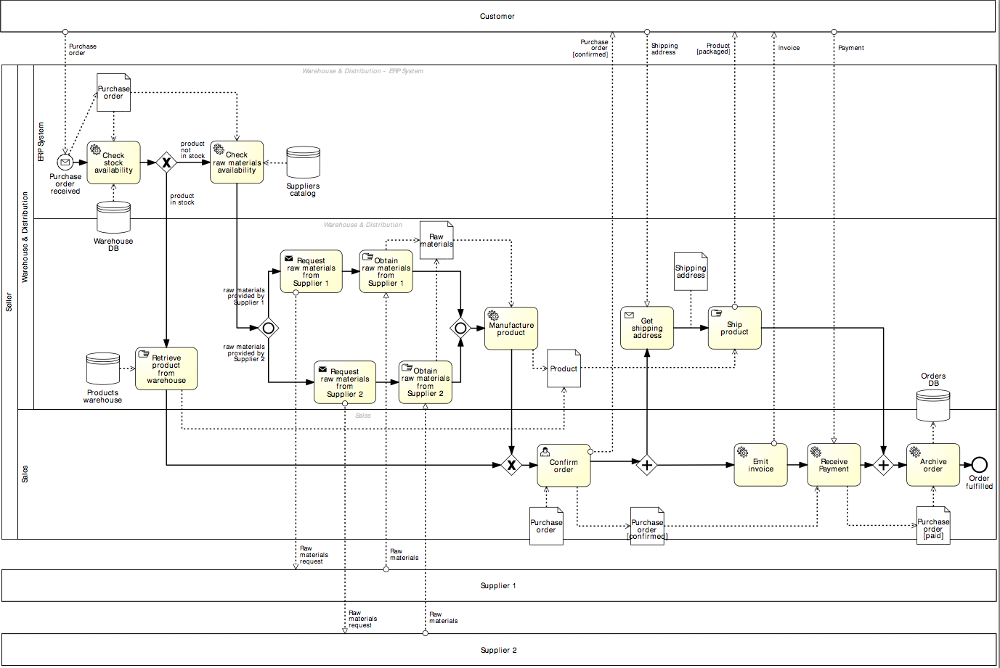 Customer
Purchase
order
Purchase
order
[confirmed]
Shipping
address
Product
[packaged]
Invoice
Payment
Seller
Warehouse & Distribution
ERP System
Warehouse & Distribution - ERP System
Purchase
order
Purchase
order
received
Check
stock
availability
product
not
in stock
product
in stock
Check
raw materials
availability
Suppliers
catalog
Warehouse
DB
Warehouse & Distribution
Raw
materials
Request
raw materials
from
Supplier 1
Obtain
raw materials
from
Supplier 1
raw materials
provided by
Supplier 1
raw materials
provided by
Supplier 2
Request
raw materials
from
Supplier 2
Obtain
raw materials
from
Supplier 2
Manufacture
product
Product
Get
shipping
address
Shipping
address
Ship
product
Retrieve
product
from
warehouse
Products
warehouse
Orders
DB
Sales
Sales
Confirm
order
Emit
invoice
Receive
Payment
Archive
order
Order
fulfilled
Purchase
order
Purchase
order
[confirmed]
Purchase
order
[paid]
Raw
materials
request
Raw
materials
Supplier 1
Raw
materials
request
Raw
materials
Supplier 2